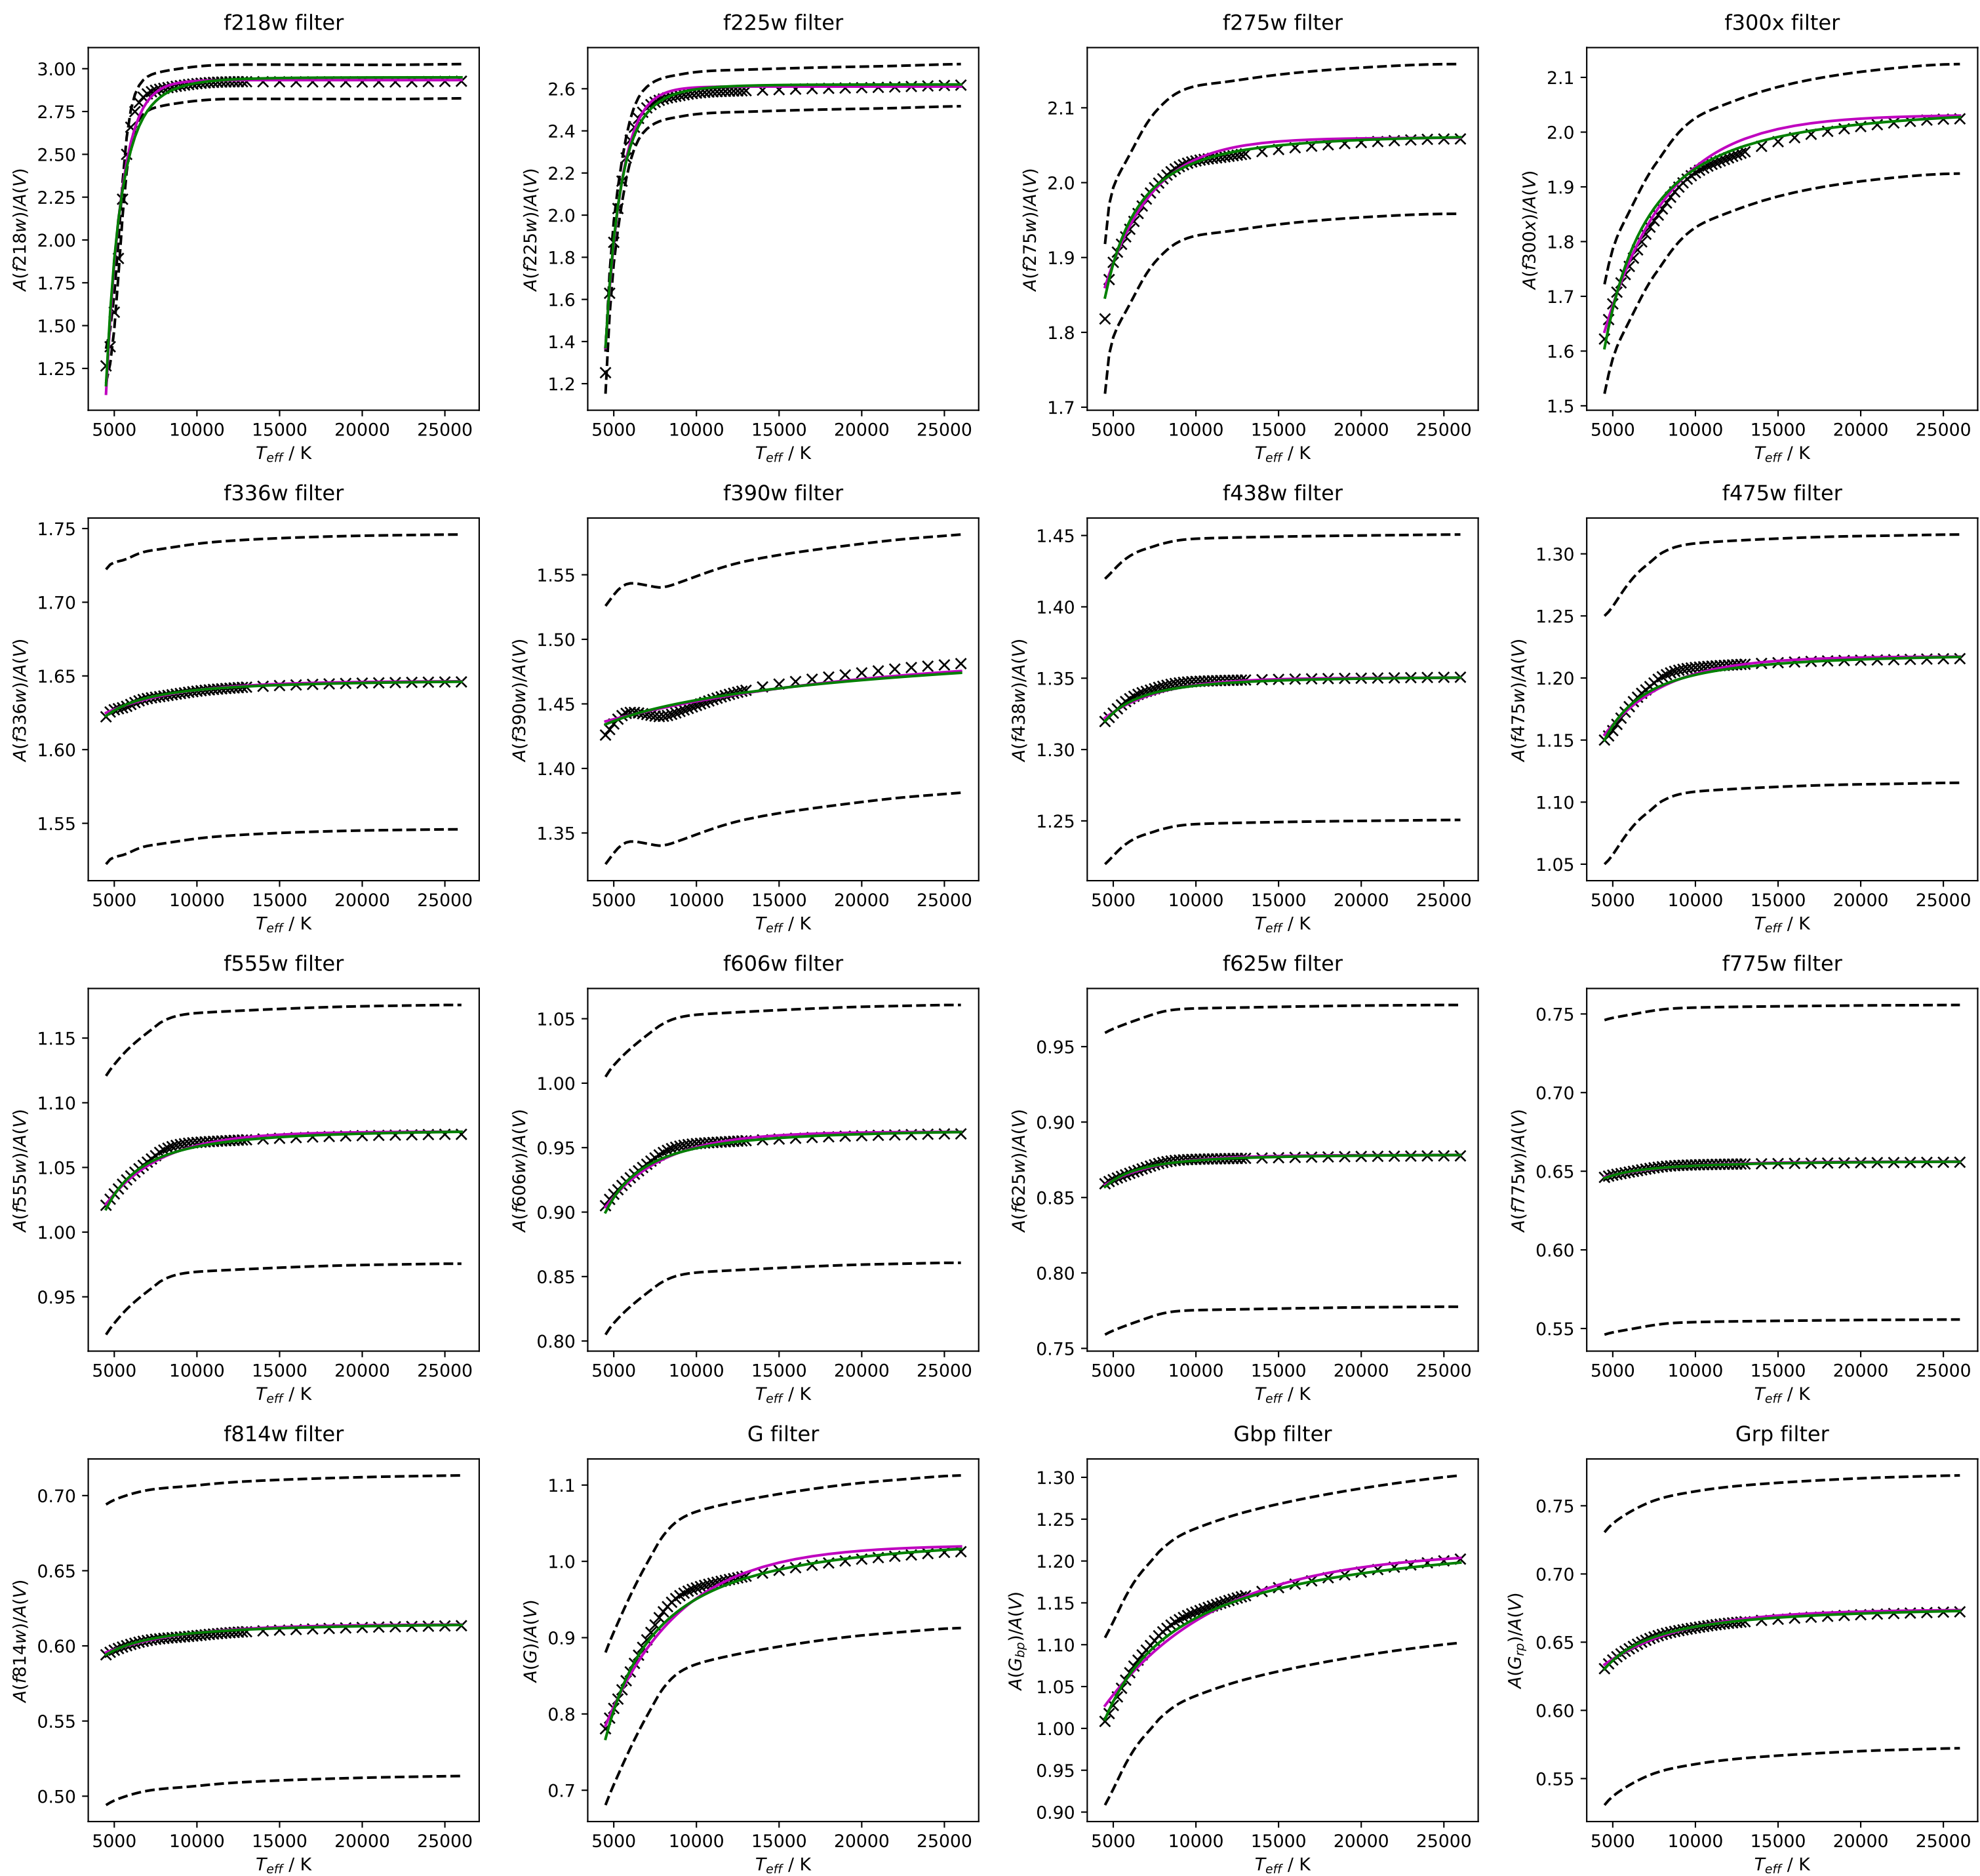 f218w filter
f225w filter
f275w filter
f300x filter
A(f218w)/A(V)
3.00
2.75
2.50
2.25
2.00
1.75
1.50
1.25
5000 10000 15000 20000 25000
T_eff / K
A(f225w)/A(V)
2.6
2.4
2.2
2.0
1.8
1.6
1.4
1.2
5000 10000 15000 20000 25000
T_eff / K
A(f275w)/A(V)
2.1
2.0
1.9
1.8
1.7
5000 10000 15000 20000 25000
T_eff / K
A(f300x)/A(V)
2.1
2.0
1.9
1.8
1.7
1.6
1.5
5000 10000 15000 20000 25000
T_eff / K
f336w filter
f390w filter
f438w filter
f475w filter
A(f336w)/A(V)
1.75
1.70
1.65
1.60
1.55
5000 10000 15000 20000 25000
T_eff / K
A(f390w)/A(V)
1.55
1.50
1.45
1.40
1.35
5000 10000 15000 20000 25000
T_eff / K
A(f438w)/A(V)
1.45
1.40
1.35
1.30
1.25
5000 10000 15000 20000 25000
T_eff / K
A(f475w)/A(V)
1.30
1.25
1.20
1.15
1.10
1.05
5000 10000 15000 20000 25000
T_eff / K
f555w filter
f606w filter
f625w filter
f775w filter
A(f555w)/A(V)
1.15
1.10
1.05
1.00
0.95
5000 10000 15000 20000 25000
T_eff / K
A(f606w)/A(V)
1.05
1.00
0.95
0.90
0.85
0.80
5000 10000 15000 20000 25000
T_eff / K
A(f625w)/A(V)
0.95
0.90
0.85
0.80
0.75
5000 10000 15000 20000 25000
T_eff / K
A(f775w)/A(V)
0.75
0.70
0.65
0.60
0.55
5000 10000 15000 20000 25000
T_eff / K
f814w filter
G filter
Gbp filter
Grp filter
A(f814w)/A(V)
0.70
0.65
0.60
0.55
0.50
5000 10000 15000 20000 25000
T_eff / K
A(G)/A(V)
1.1
1.0
0.9
0.8
0.7
5000 10000 15000 20000 25000
T_eff / K
A(G_bp)/A(V)
1.30
1.25
1.20
1.15
1.10
1.05
1.00
0.95
0.90
5000 10000 15000 20000 25000
T_eff / K
A(G_rp)/A(V)
0.75
0.70
0.65
0.60
0.55
5000 10000 15000 20000 25000
T_eff / K